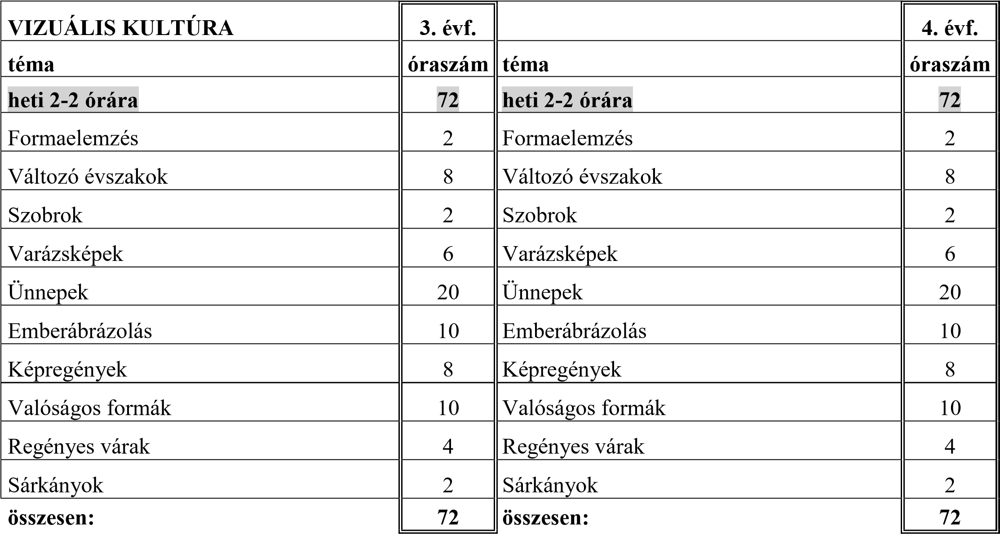 VIZUÁLIS KULTÚRA 3. évf. 4. évf.
téma óraszám téma óraszám
heti 2-2 órára 72 heti 2-2 órára 72
Formaelemzés 2 Formaelemzés 2
Változó évszakok 8 Változó évszakok 8
Szobrok 2 Szobrok 2
Varázsképek 6 Varázsképek 6
Ünnepek 20 Ünnepek 20
Emberábrázolás 10 Emberábrázolás 10
Képregények 8 Képregények 8
Valóságos formák 10 Valóságos formák 10
Regényes várak 4 Regényes várak 4
Sárkányok 2 Sárkányok 2
összesen: 72 összesen: 72